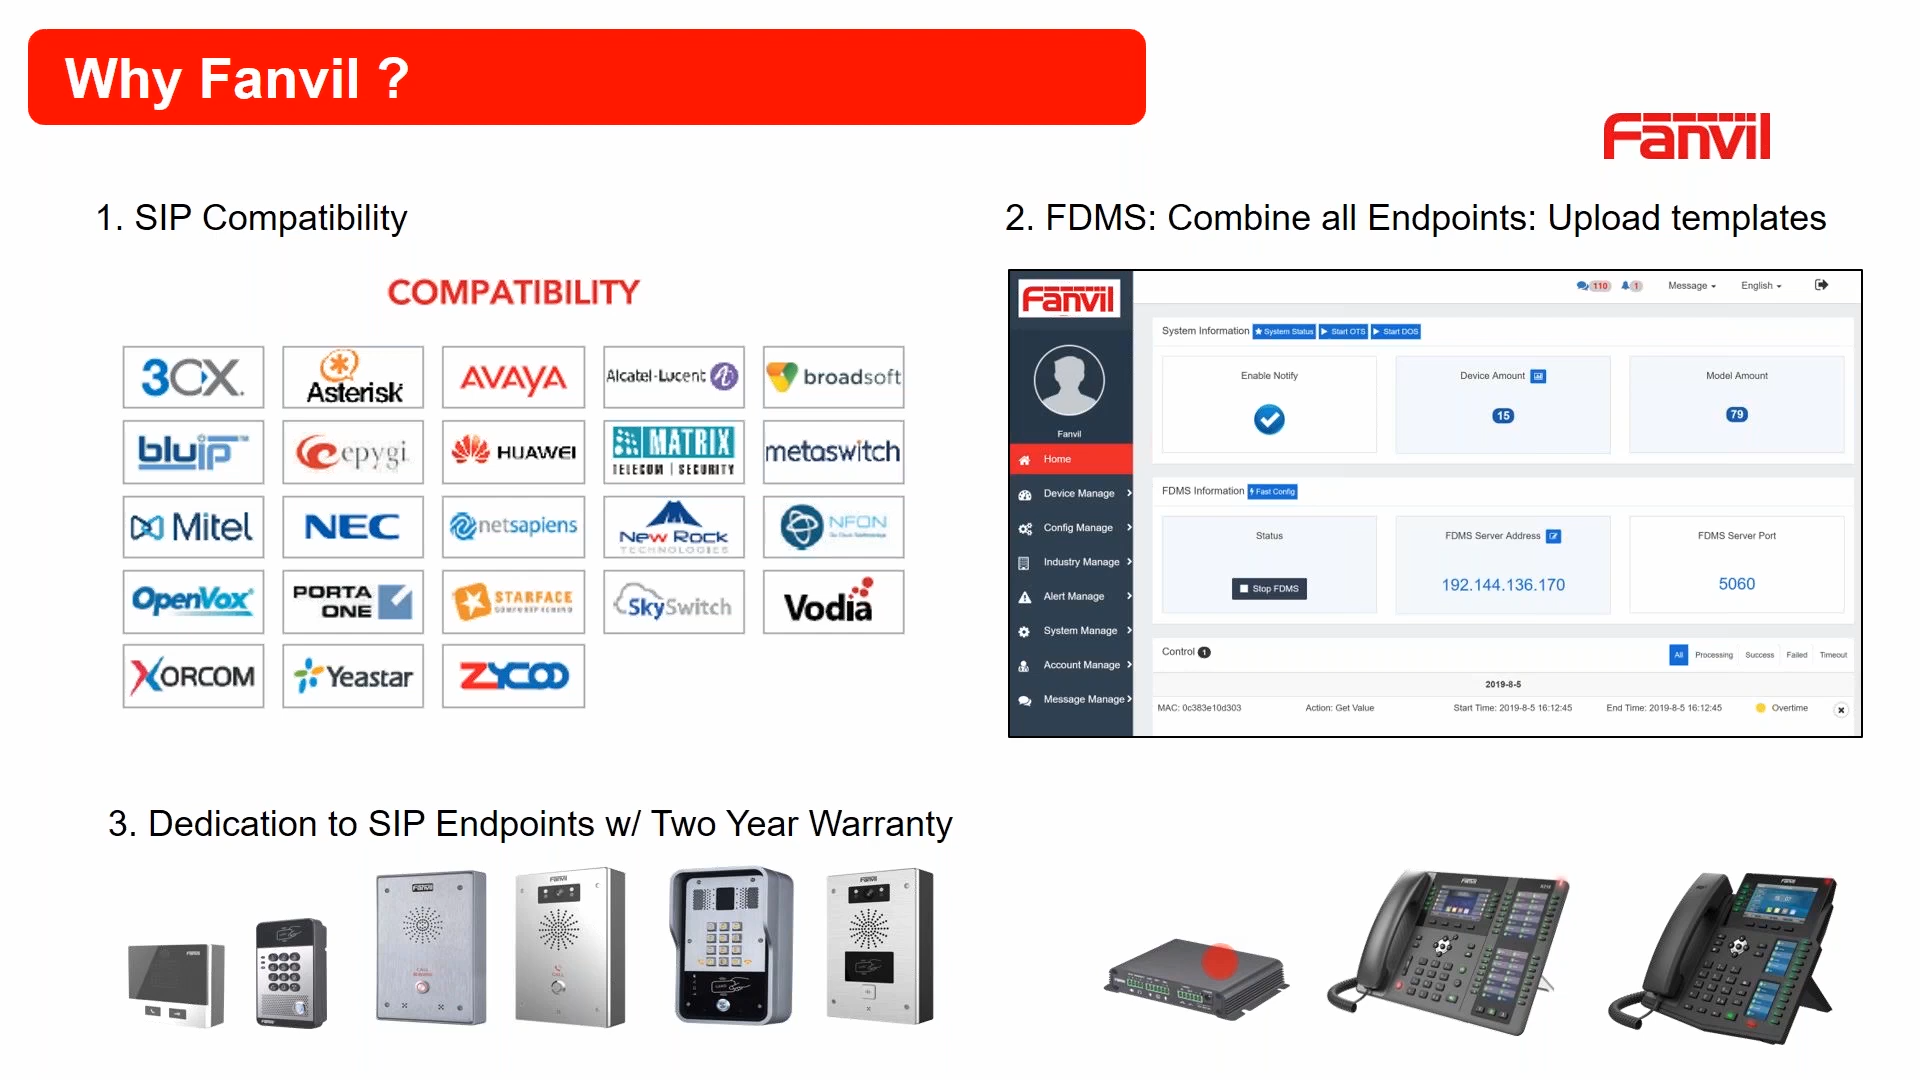 Why Fanvil ?
Fanvil
1. SIP Compatibility
COMPATIBILITY
3CX
Asterisk
AVAYA
Alcatel-Lucent
broadsoft
bluip
epygi
HUAWEI
MATRIX
TELECOM | SECURITY
metaswitch
Mitel
NEC
netsapiens
New Rock
TECHNOLOGIES
NFON
OpenVox
PORTA
ONE
STARFACE
SkySwitch
Vodia
XORCOM
Yeastar
ZYCOO
2. FDMS: Combine all Endpoints: Upload templates
Fanvil
110 1 Message English
Fanvil
Home
Device Manage
Config Manage
Industry Manage
Alert Manage
System Manage
Account Manage
Message Manage
System Information System Status Start OTS Start DOS
Enable Notify
Device Amount
15
Model Amount
79
FDMS Information Fast Config
Status
Stop FDMS
FDMS Server Address
192.144.136.170
FDMS Server Port
5060
Control 1
All Processing Success Failed Timeout
2019-8-5
MAC: 0c383e10d303 Action: Get Value Start Time: 2019-8-5 16:12:45 End Time: 2019-8-5 16:12:45 Overtime
3. Dedication to SIP Endpoints w/ Two Year Warranty
Fanvil
CALL
Fanvil
CALL
Fanvil